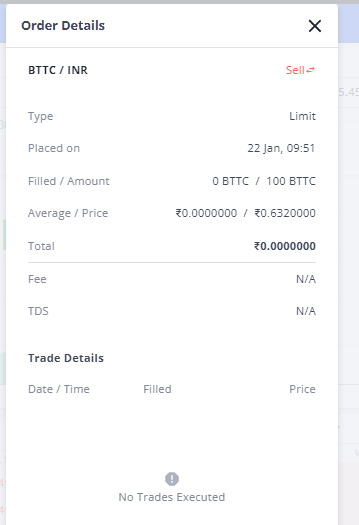 Order Details
BTTC / INR Sell
Type Limit
Placed on 22 Jan, 09:51
Filled / Amount 0 BTTC / 100 BTTC
Average / Price ₹0.0000000 / ₹0.6320000
Total ₹0.0000000
Fee N/A
TDS N/A
Trade Details
Date / Time Filled Price
No Trades Executed